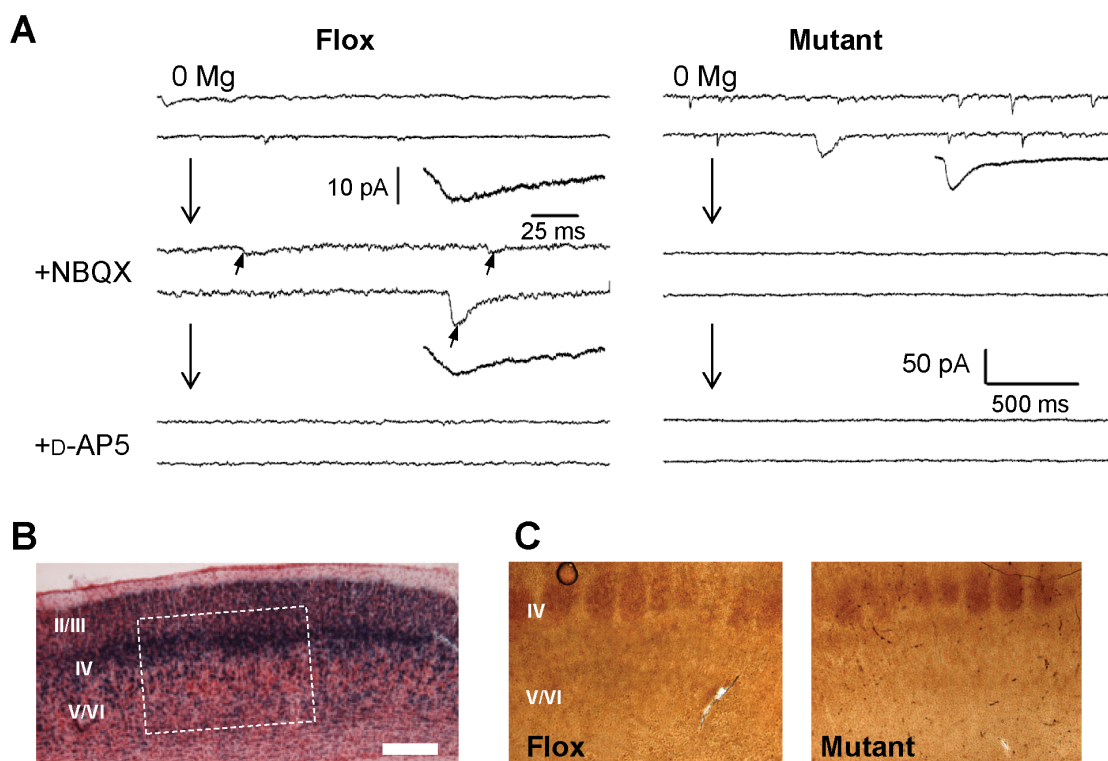 A
Flox
Mutant
0 Mg
0 Mg
10 pA
25 ms
+NBQX
50 pA
500 ms
+D-AP5
B
II/III
IV
V/VI
C
IV
V/VI
Flox
Mutant